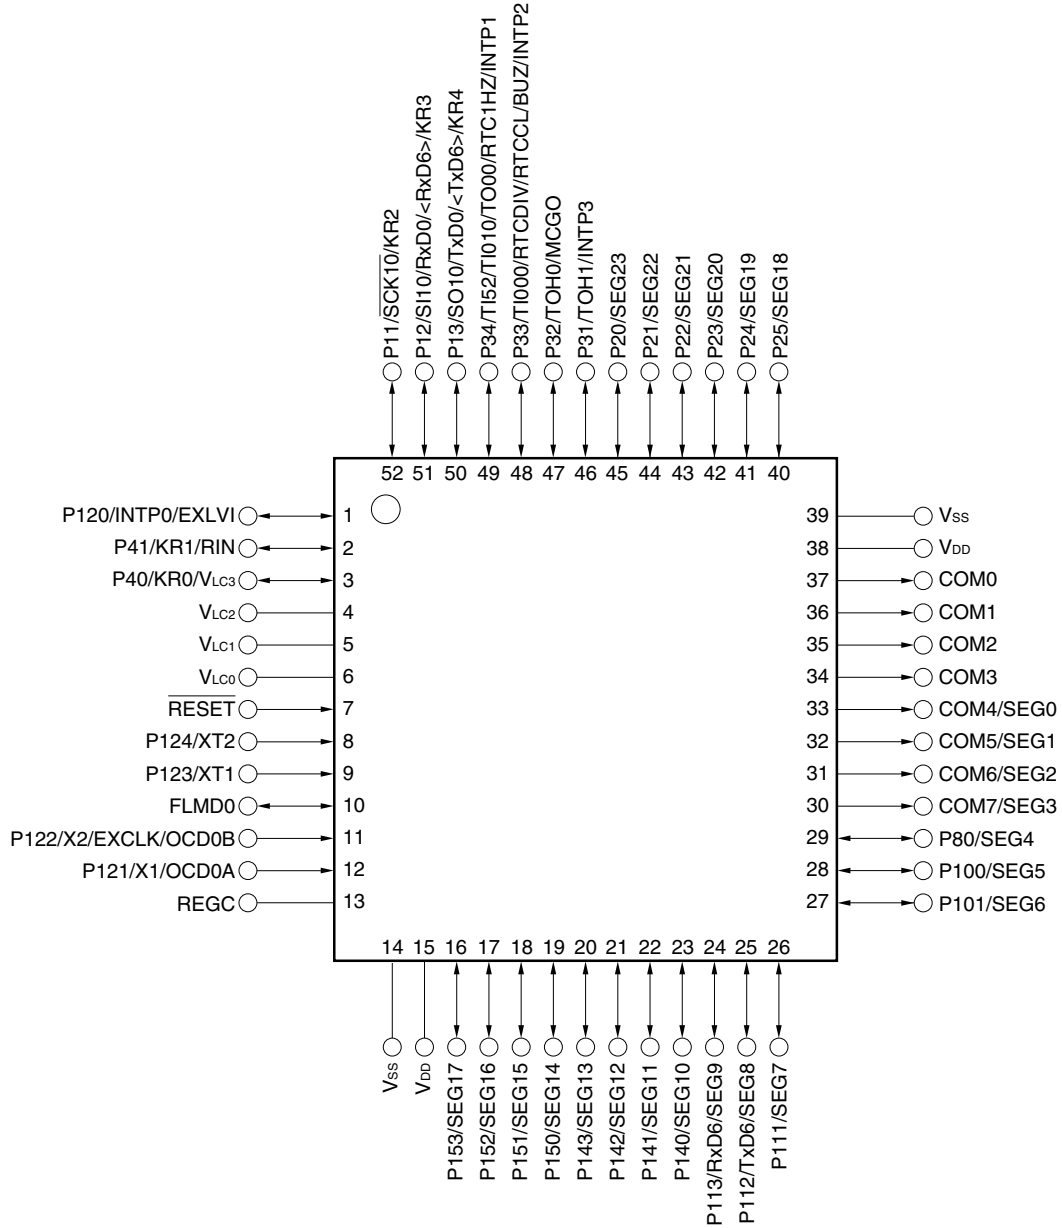 P11/SCK10/KR2
P12/SI10/RxD0/<RxD6>/KR3
P13/SO10/TxD0/<TxD6>/KR4
P34/TI52/TI010/TO00/RTC1HZ/INTP1
P33/TI000/RTCDIV/RTCCL/BUZ/INTP2
P32/TOH0/MCGO
P31/TOH1/INTP3
P20/SEG23
P21/SEG22
P22/SEG21
P23/SEG20
P24/SEG19
P25/SEG18
52 51 50 49 48 47 46 45 44 43 42 41 40
P120/INTP0/EXLVI 1
P41/KR1/RIN 2
P40/KR0/VLC3 3
VLC2 4
VLC1 5
VLC0 6
RESET 7
P124/XT2 8
P123/XT1 9
FLMD0 10
P122/X2/EXCLK/OCD0B 11
P121/X1/OCD0A 12
REGC 13
39 VSS
38 VDD
37 COM0
36 COM1
35 COM2
34 COM3
33 COM4/SEG0
32 COM5/SEG1
31 COM6/SEG2
30 COM7/SEG3
29 P80/SEG4
28 P100/SEG5
27 P101/SEG6
14 15 16 17 18 19 20 21 22 23 24 25 26
VSS
VDD
P153/SEG17
P152/SEG16
P151/SEG15
P150/SEG14
P143/SEG13
P142/SEG12
P141/SEG11
P140/SEG10
P113/RxD6/SEG9
P112/TxD6/SEG8
P111/SEG7